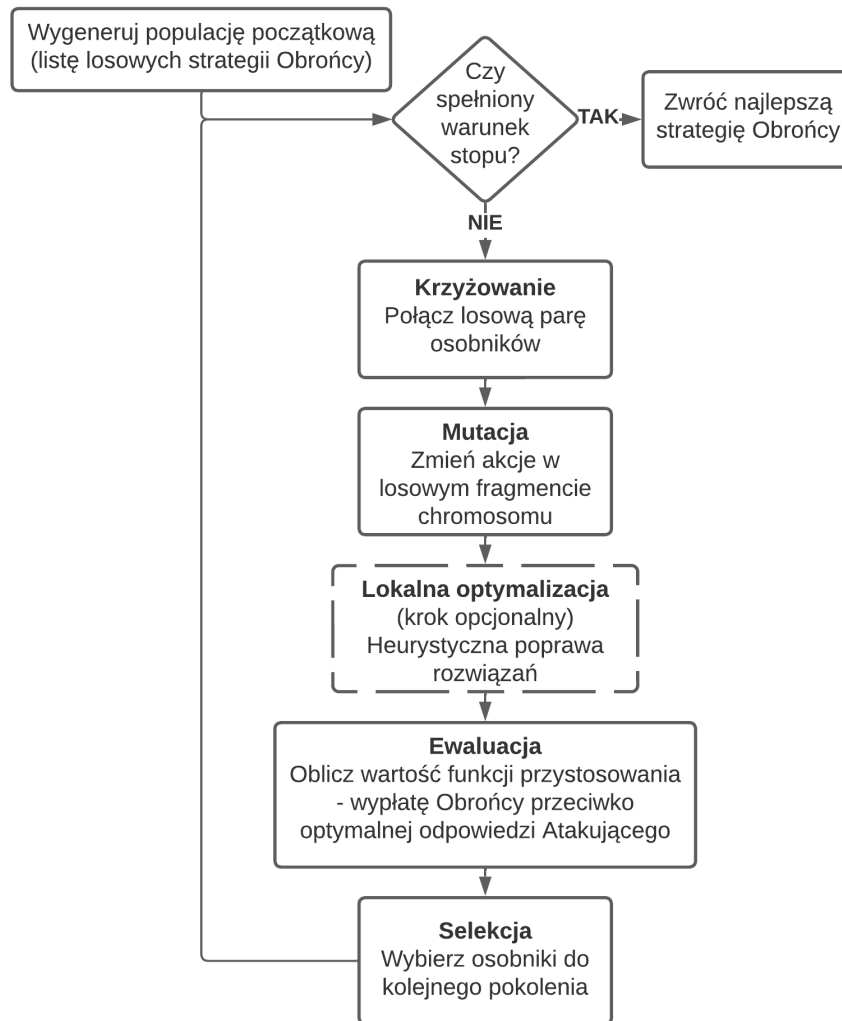 Wygeneruj populację początkową
(listę losowych strategii Obrońcy)
Czy
spełniony
warunek
stopu?
TAK
Zwróć najlepszą
strategię Obrońcy
NIE
Krzyżowanie
Połącz losową parę
osobników
Mutacja
Zmień akcje w
losowym fragmencie
chromosomu
Lokalna optymalizacja
(krok opcjonalny)
Heurystyczna poprawa
rozwiązań
Ewaluacja
Oblicz wartość funkcji przystosowania
- wypłatę Obrońcy przeciwko
optymalnej odpowiedzi Atakującego
Selekcja
Wybierz osobniki do
kolejnego pokolenia